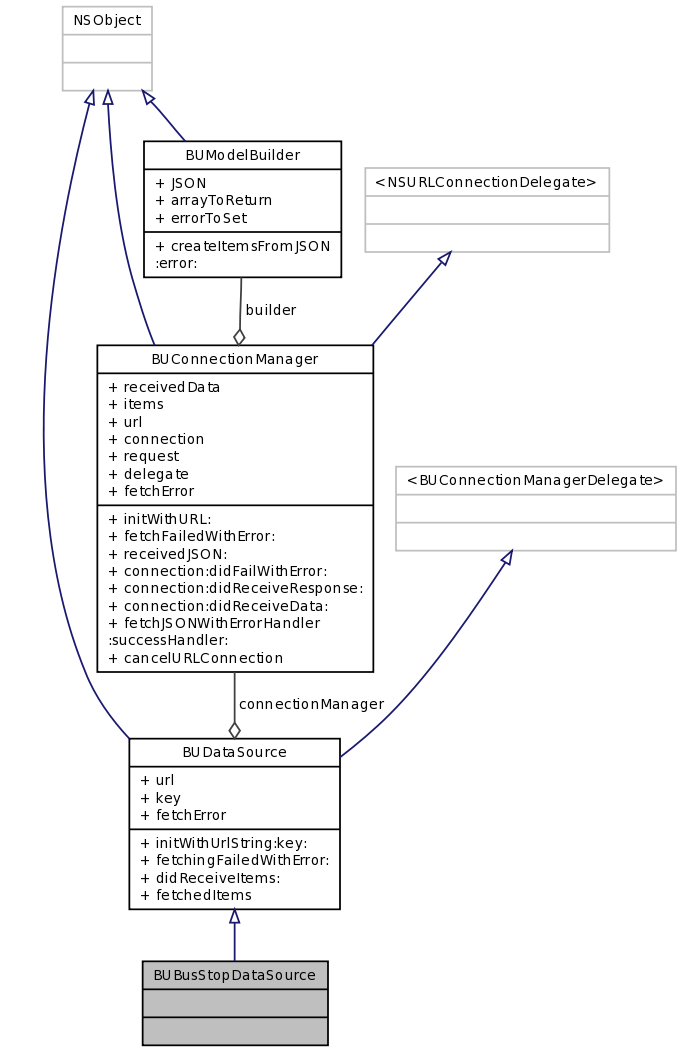 NSObject
BUModelBuilder
+ JSON
+ arrayToReturn
+ errorToSet
+ createItemsFromJSON
:error:
<NSURLConnectionDelegate>
builder
BUConnectionManager
+ receivedData
+ items
+ url
+ connection
+ request
+ delegate
+ fetchError
+ initWithURL:
+ fetchFailedWithError:
+ receivedJSON:
+ connection:didFailWithError:
+ connection:didReceiveResponse:
+ connection:didReceiveData:
+ fetchJSONWithErrorHandler
:successHandler:
+ cancelURLConnection
<BUConnectionManagerDelegate>
connectionManager
BUDataSource
+ url
+ key
+ fetchError
+ initWithUrlString:key:
+ fetchingFailedWithError:
+ didReceiveItems:
+ fetchedItems
BUBusStopDataSource